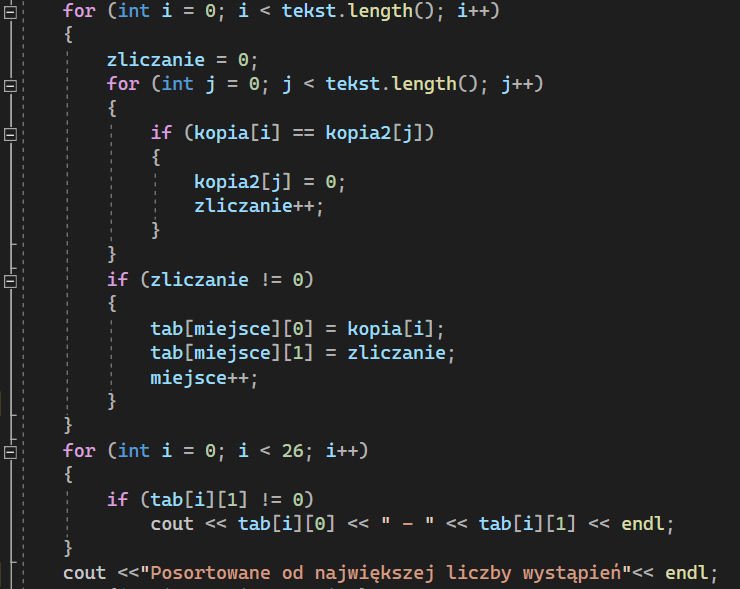 for (int i = 0; i < tekst.length(); i++)
{
zliczanie = 0;
for (int j = 0; j < tekst.length(); j++)
{
if (kopia[i] == kopia2[j])
{
kopia2[j] = 0;
zliczanie++;
}
}
if (zliczanie != 0)
{
tab[miejsce][0] = kopia[i];
tab[miejsce][1] = zliczanie;
miejsce++;
}
}
for (int i = 0; i < 26; i++)
{
if (tab[i][1] != 0)
cout << tab[i][0] << " - " << tab[i][1] << endl;
}
cout <<"Posortowane od największej liczby wystąpień"<< endl;